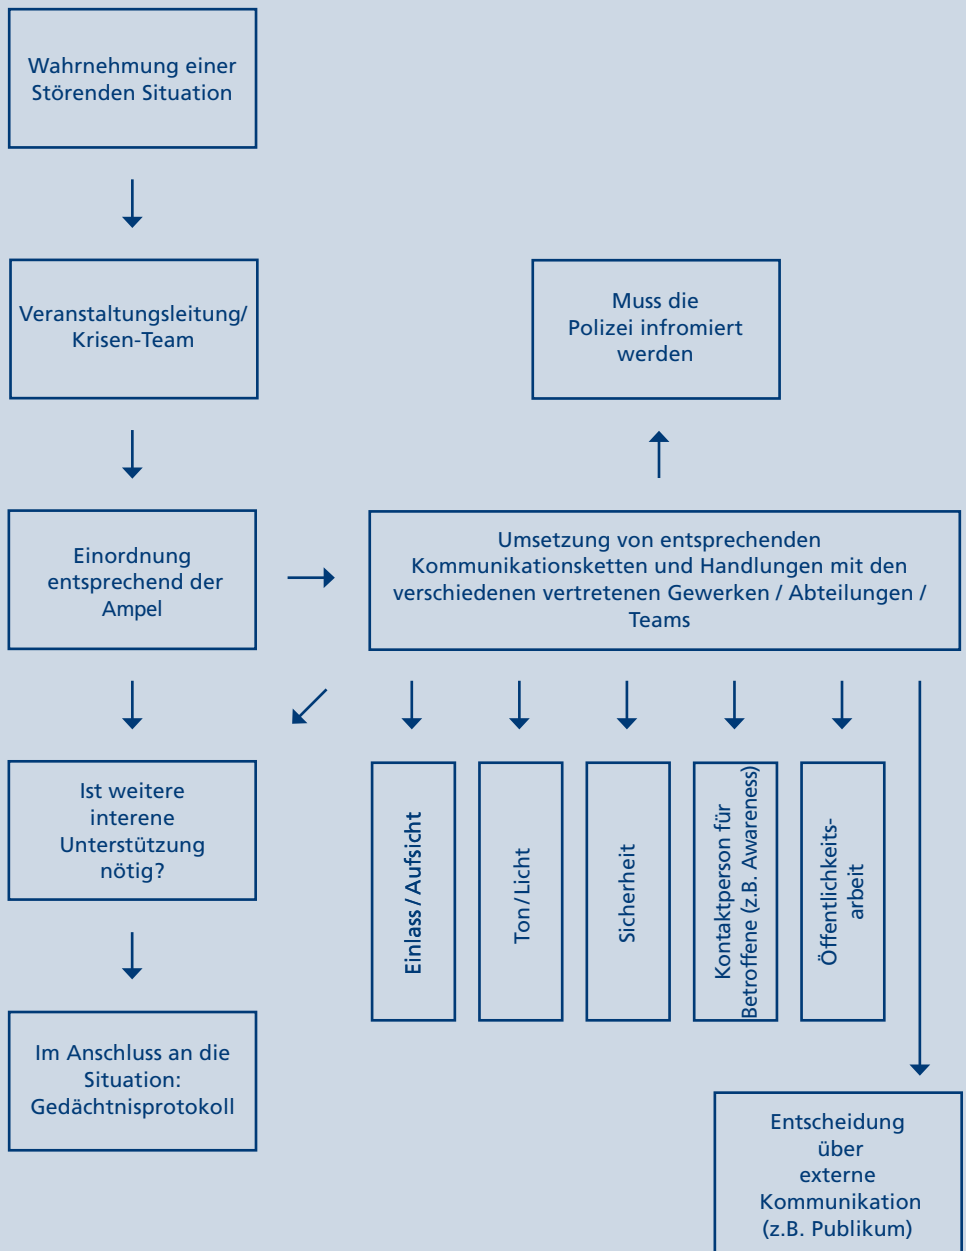 Wahrnehmung einer
Störenden Situation
Veranstaltungsleitung/
Krisen-Team
Muss die
Polizei infromiert
werden
Einordnung
entsprechend der
Ampel
Umsetzung von entsprechenden
Kommunikationsketten und Handlungen mit den
verschiedenen vertretenen Gewerken / Abteilungen /
Teams
Ist weitere
interene
Unterstützung
nötig?
Einlass / Aufsicht
Ton / Licht
Sicherheit
Kontaktperson für
Betroffene (z.B. Awareness)
Öffentlichkeits-
arbeit
Im Anschluss an die
Situation:
Gedächtnisprotokoll
Entscheidung
über
externe
Kommunikation
(z.B. Publikum)